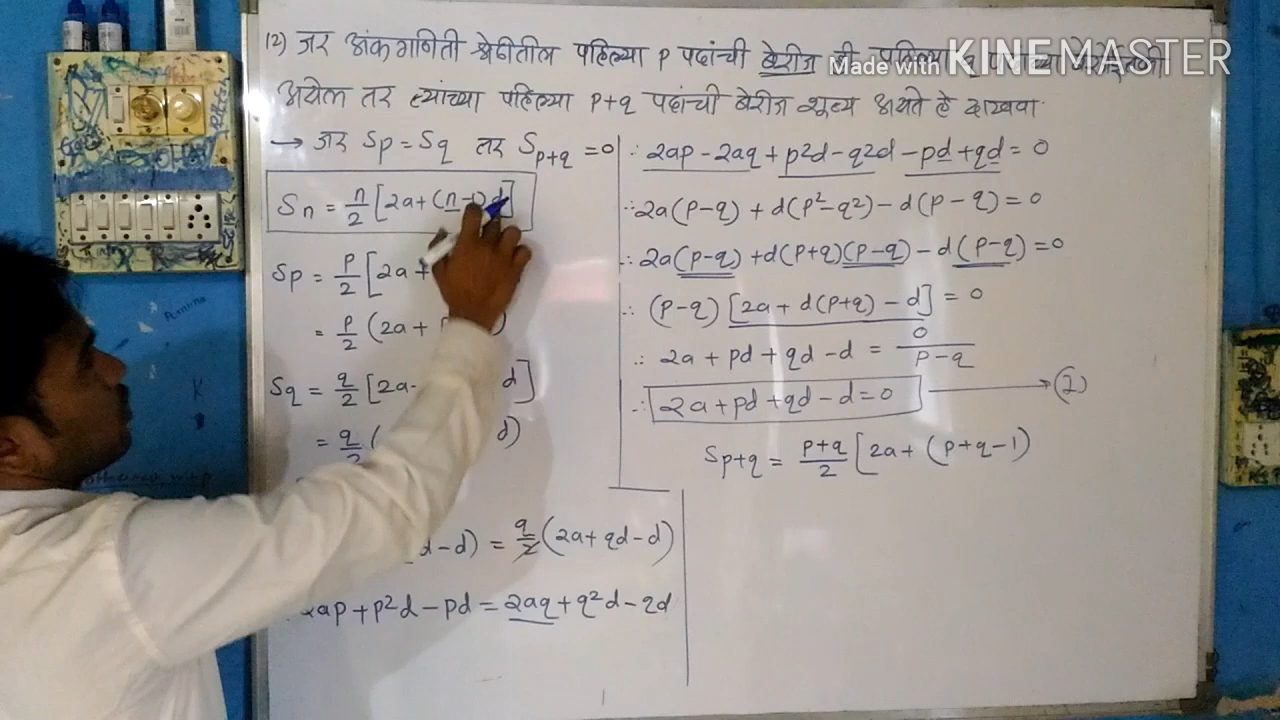 Made with KINEMASTER
12) जर अंकगणिती श्रेढीतील पहिल्या P पदांची बेरीज ही पहिल्या
असेल तर त्यांच्या पहिल्या P+q पदांची बेरीज शून्य असते हे दाखवा.
→ जर Sp = Sq तर Sp+q = 0
Sn = n/2 [2a + (n-1)d]
Sp = P/2 [2a +
= P/2 (2a +
Sq = q/2 [2a- d]
= q/2 ( d)
d-d) = q/2 (2a+qd-d)
2ap + p²d - pd = 2aq + q²d - qd
∴ 2ap - 2aq + p²d - q²d - pd + qd = 0
∴ 2a(p-q) + d(p²-q²) - d(p-q) = 0
∴ 2a(p-q) + d(p+q)(p-q) - d(p-q) = 0
∴ (p-q) [2a + d(p+q) - d] = 0
∴ 2a + pd + qd - d = 0/p-q
∴ 2a + pd + qd - d = 0 → (I)
Sp+q = p+q/2 [2a + (p+q-1)